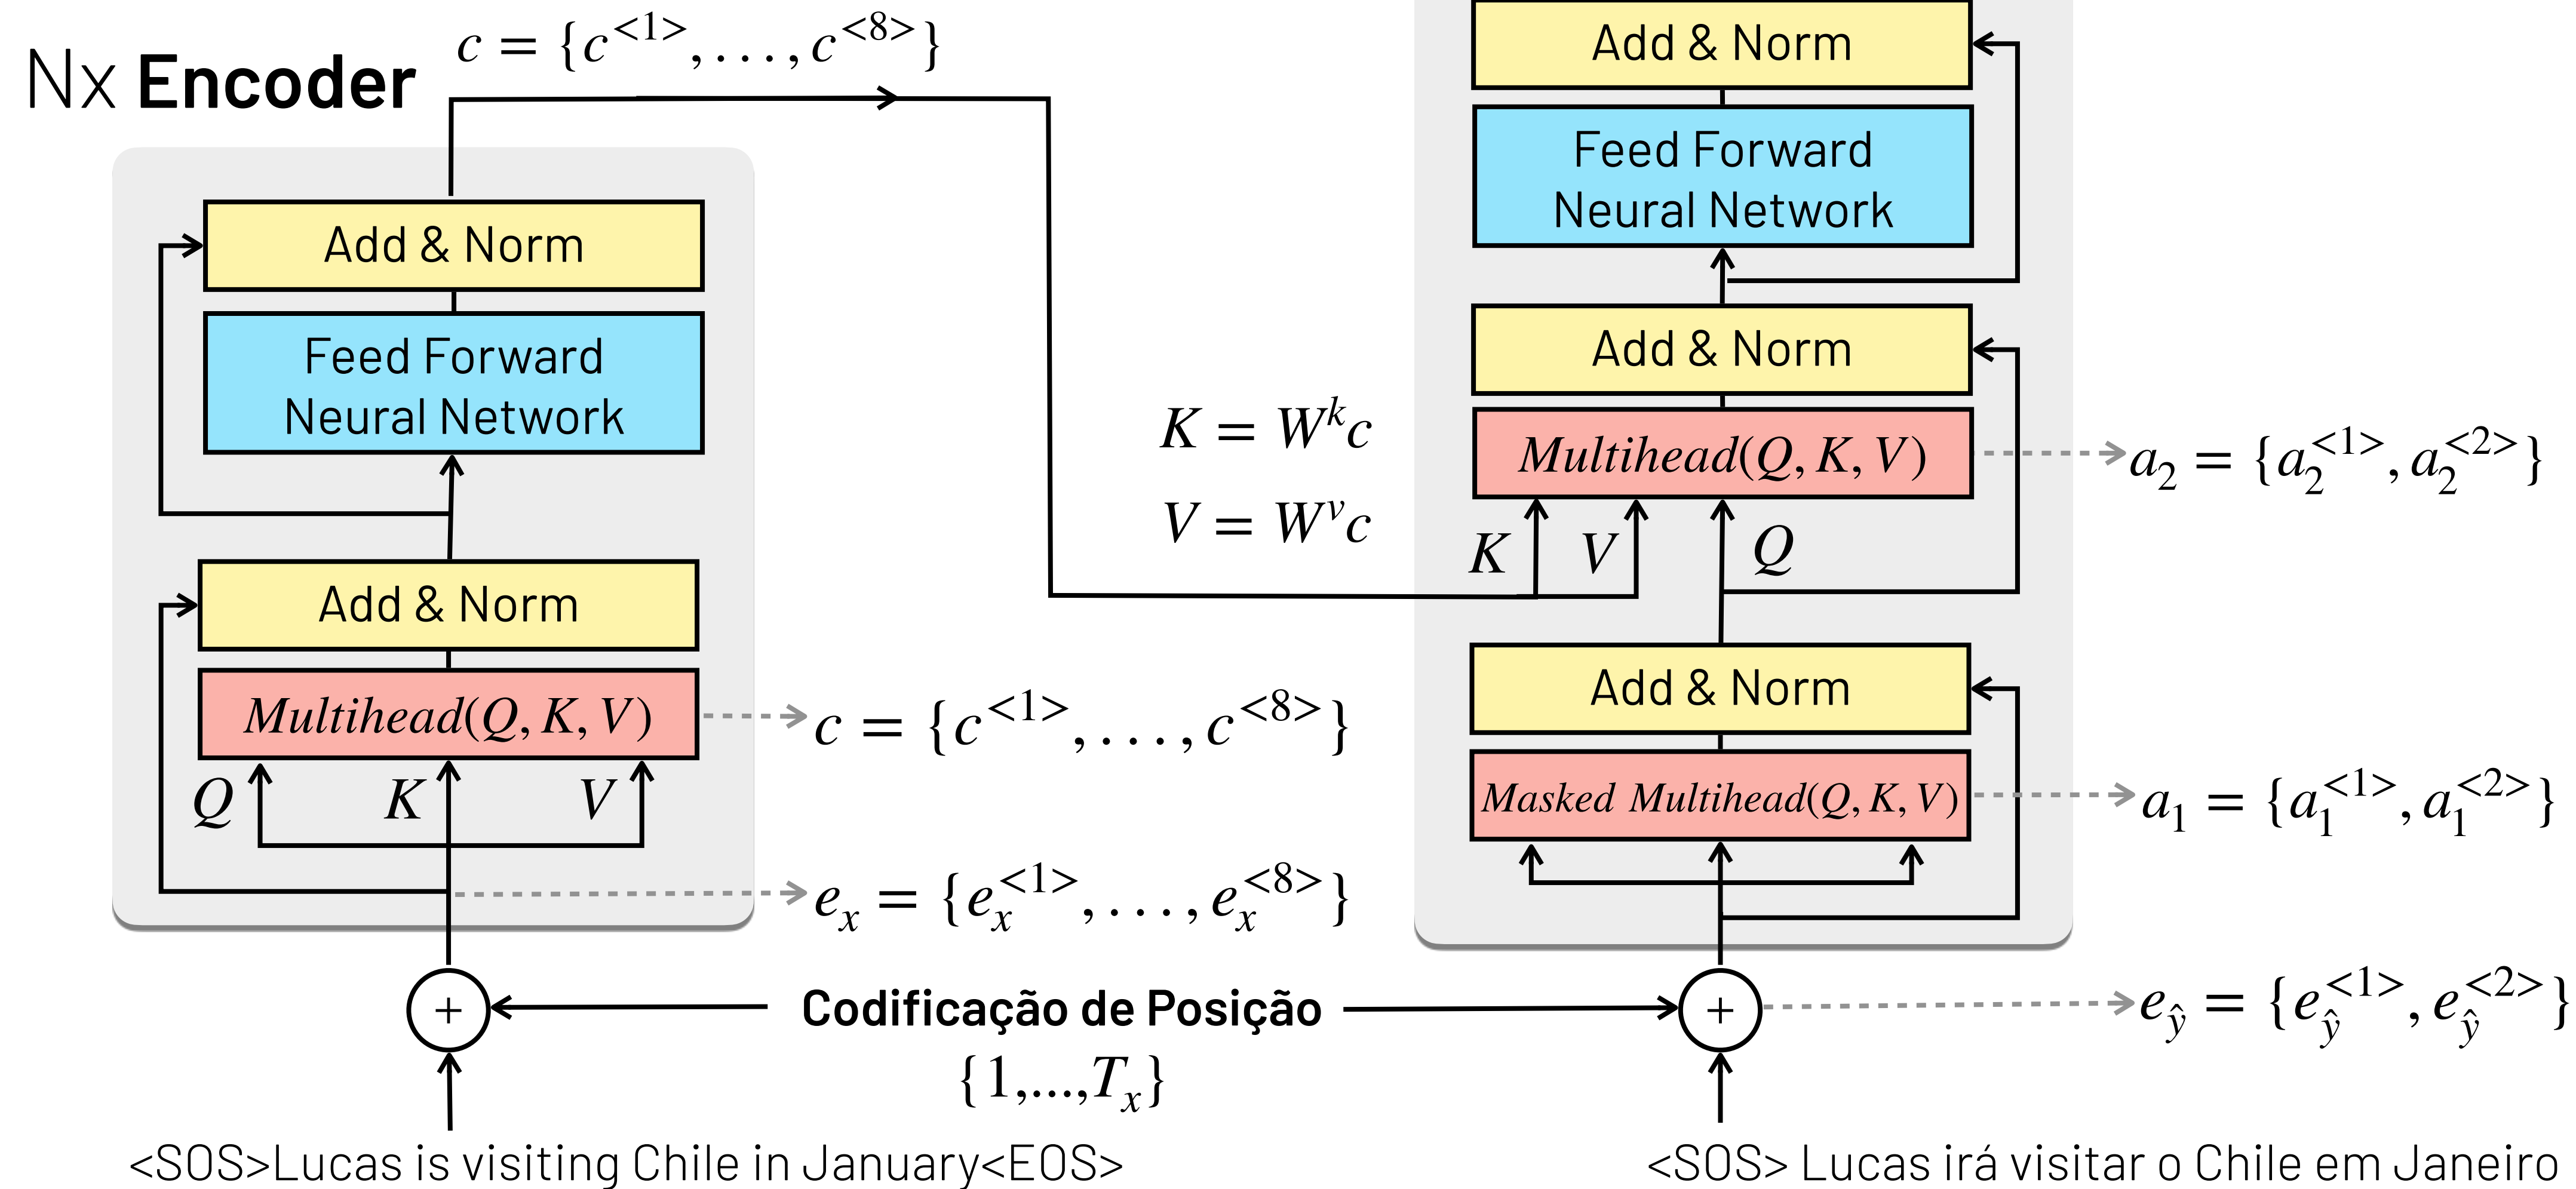 Nx Encoder
c = {c^{<1>}, . . . , c^{<8>}}
Add & Norm
Feed Forward
Neural Network
Add & Norm
Multihead(Q, K, V)
Q K V
c = {c^{<1>}, . . . , c^{<8>}}
e_x = {e_x^{<1>}, . . . , e_x^{<8>}}
+
Codificação de Posição
{1,...,T_x}
<SOS>Lucas is visiting Chile in January<EOS>
K = W^k c
V = W^v c
Add & Norm
Feed Forward
Neural Network
Add & Norm
Multihead(Q, K, V)
a_2 = {a_2^{<1>}, a_2^{<2>}}
K V Q
Add & Norm
Masked Multihead(Q, K, V)
a_1 = {a_1^{<1>}, a_1^{<2>}}
+
e_ŷ = {e_ŷ^{<1>}, e_ŷ^{<2>}}
<SOS> Lucas irá visitar o Chile em Janeiro